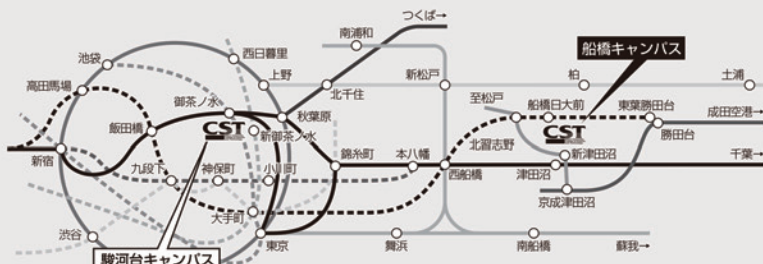 つくば→
南浦和
船橋キャンパス
池袋
西日暮里
上野
高田馬場
御茶ノ水
北千住
新松戸
柏
土浦
至松戸
船橋日大前
東葉勝田台
成田空港→
飯田橋
CST
新御茶ノ水
秋葉原
北習志野
CST
勝田台
新宿
九段下
神保町
小川町
錦糸町
本八幡
西船橋
津田沼
新津田沼
千葉→
京成津田沼
大手町
渋谷
東京
舞浜
南船橋
蘇我→
駿河台キャンパス